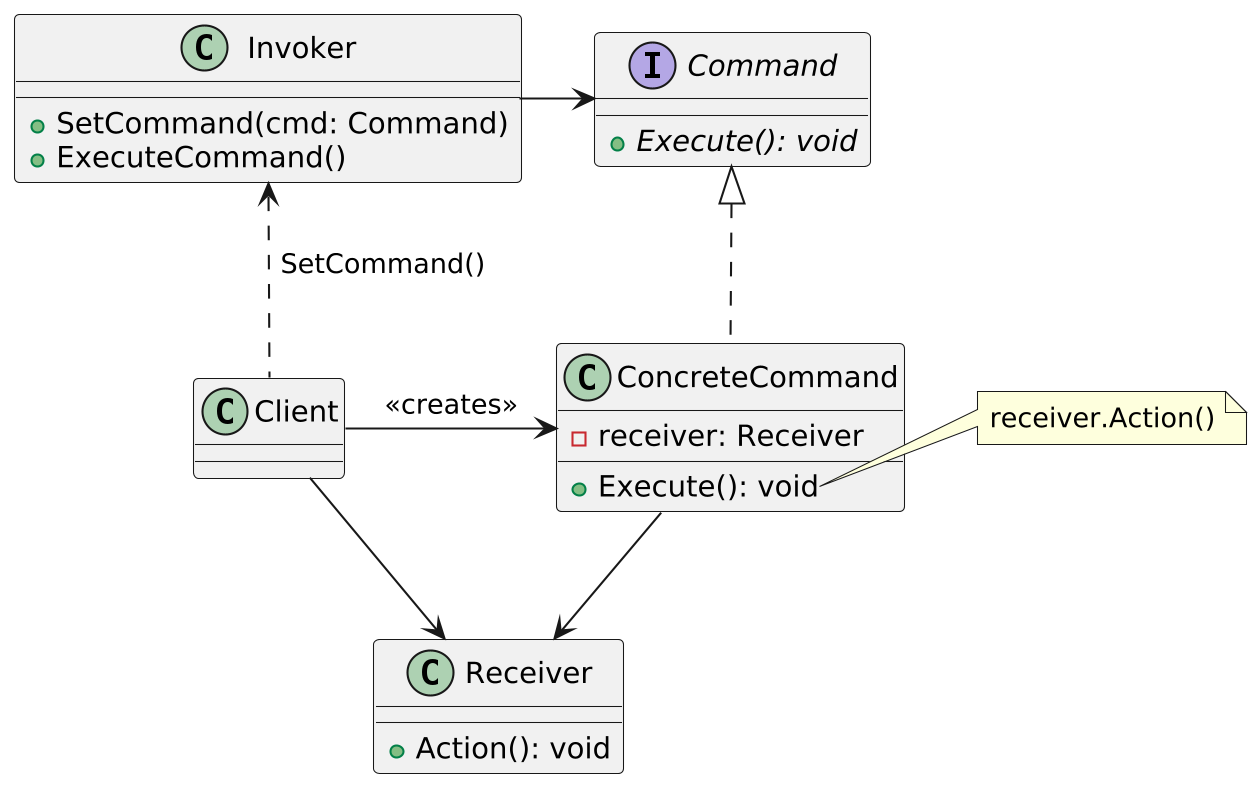 C Invoker
SetCommand(cmd: Command)
ExecuteCommand()
I Command
Execute(): void
SetCommand()
C Client
«creates»
C ConcreteCommand
receiver: Receiver
Execute(): void
receiver.Action()
C Receiver
Action(): void